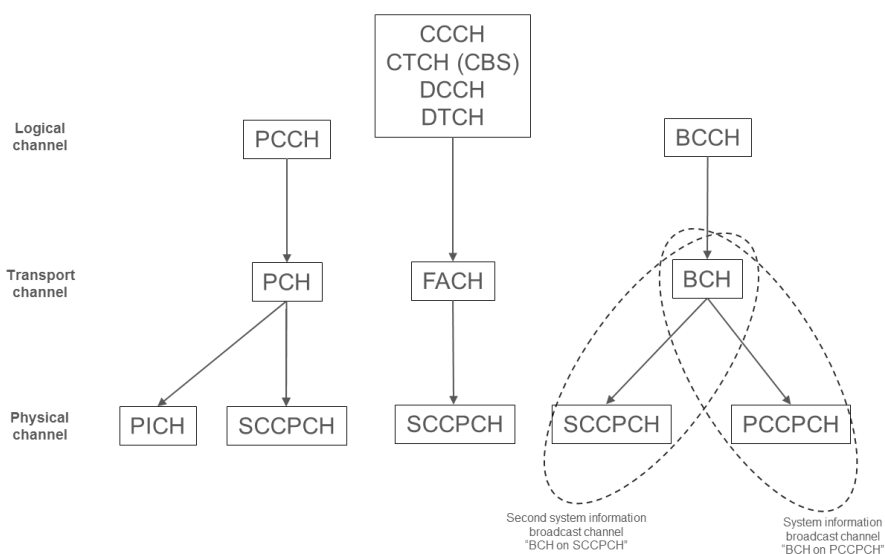 CCCH
CTCH (CBS)
DCCH
DTCH
Logical
channel
PCCH
BCCH
Transport
channel
PCH
FACH
BCH
Physical
channel
PICH
SCCPCH
SCCPCH
SCCPCH
PCCPCH
Second system information
broadcast channel
"BCH on SCCPCH"
System information
broadcast channel
"BCH on PCCPCH"